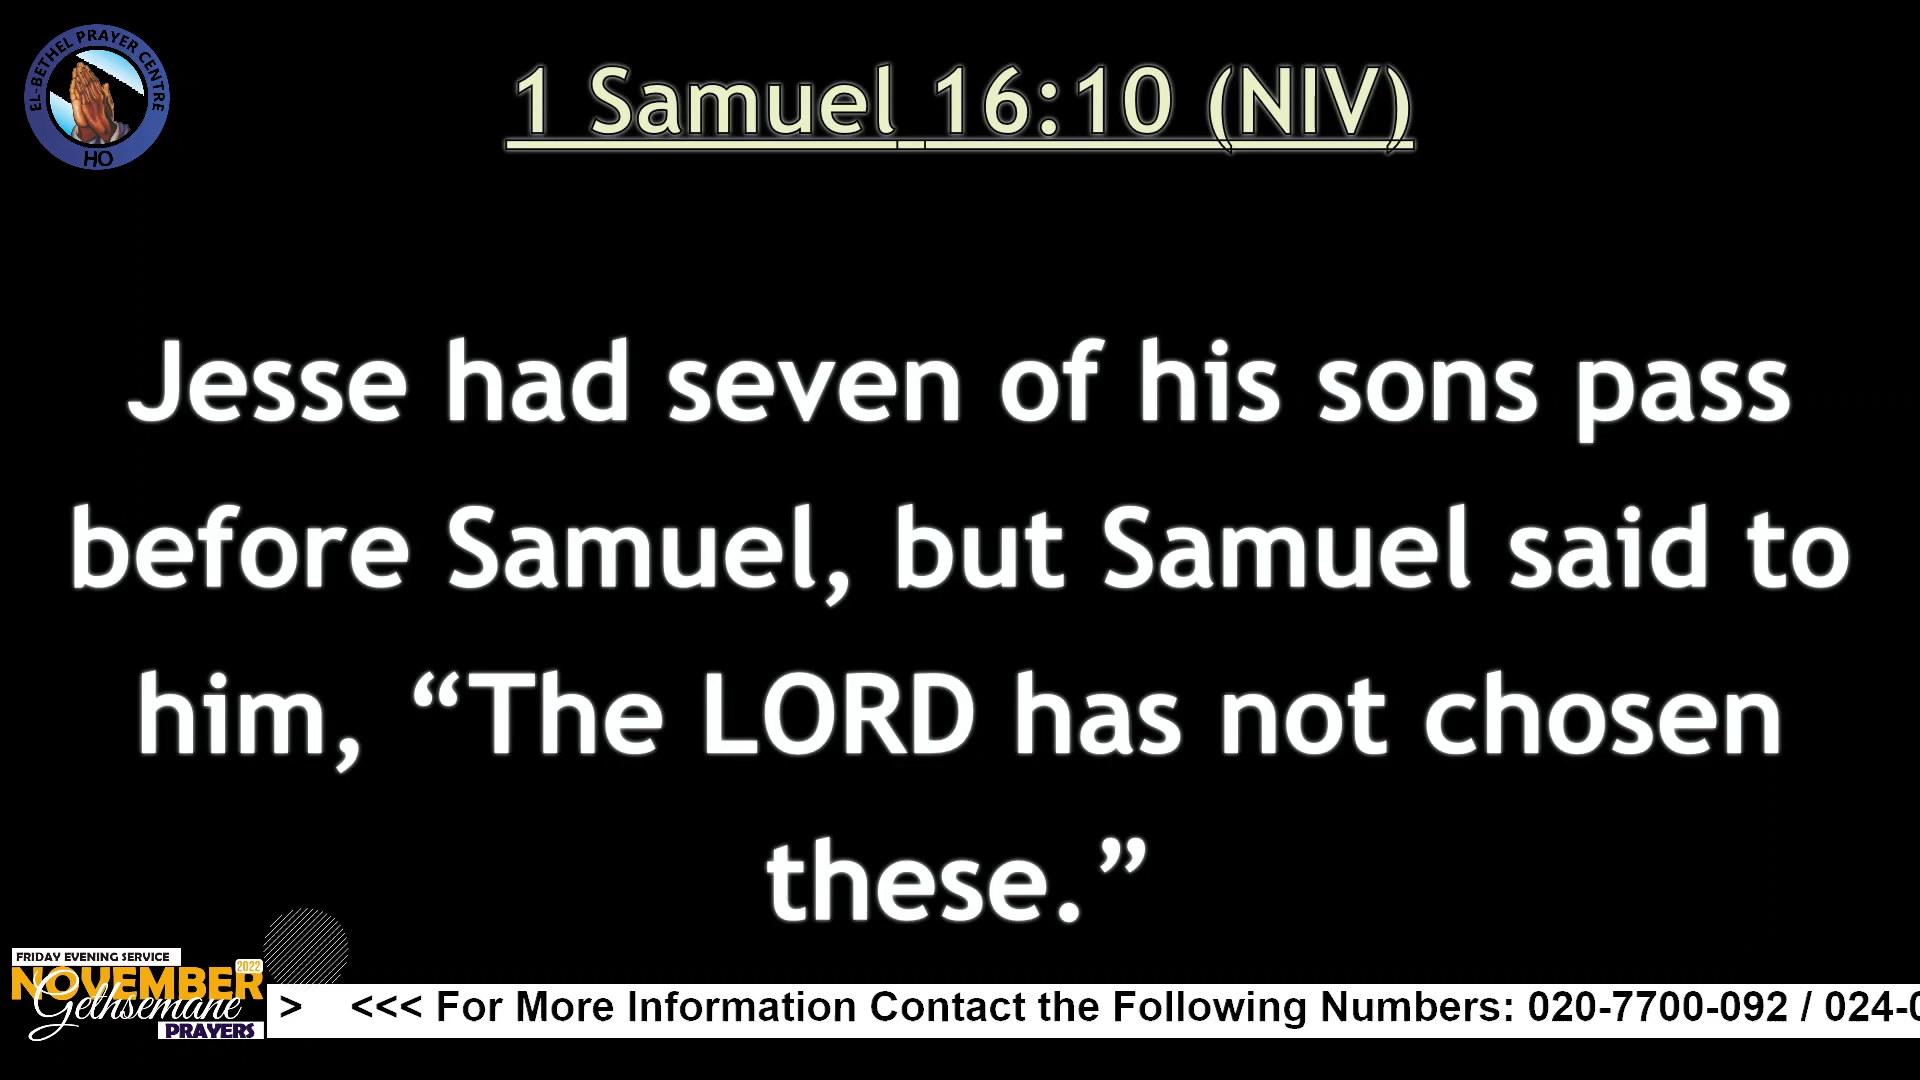 EL-BETHEL PRAYER CENTRE
HO
1 Samuel 16:10 (NIV)
Jesse had seven of his sons pass
before Samuel, but Samuel said to
him, “The LORD has not chosen
these.”
FRIDAY EVENING SERVICE
2022
NOVEMBER
Gethsemane
PRAYERS
> <<< For More Information Contact the Following Numbers: 020-7700-092 / 024-